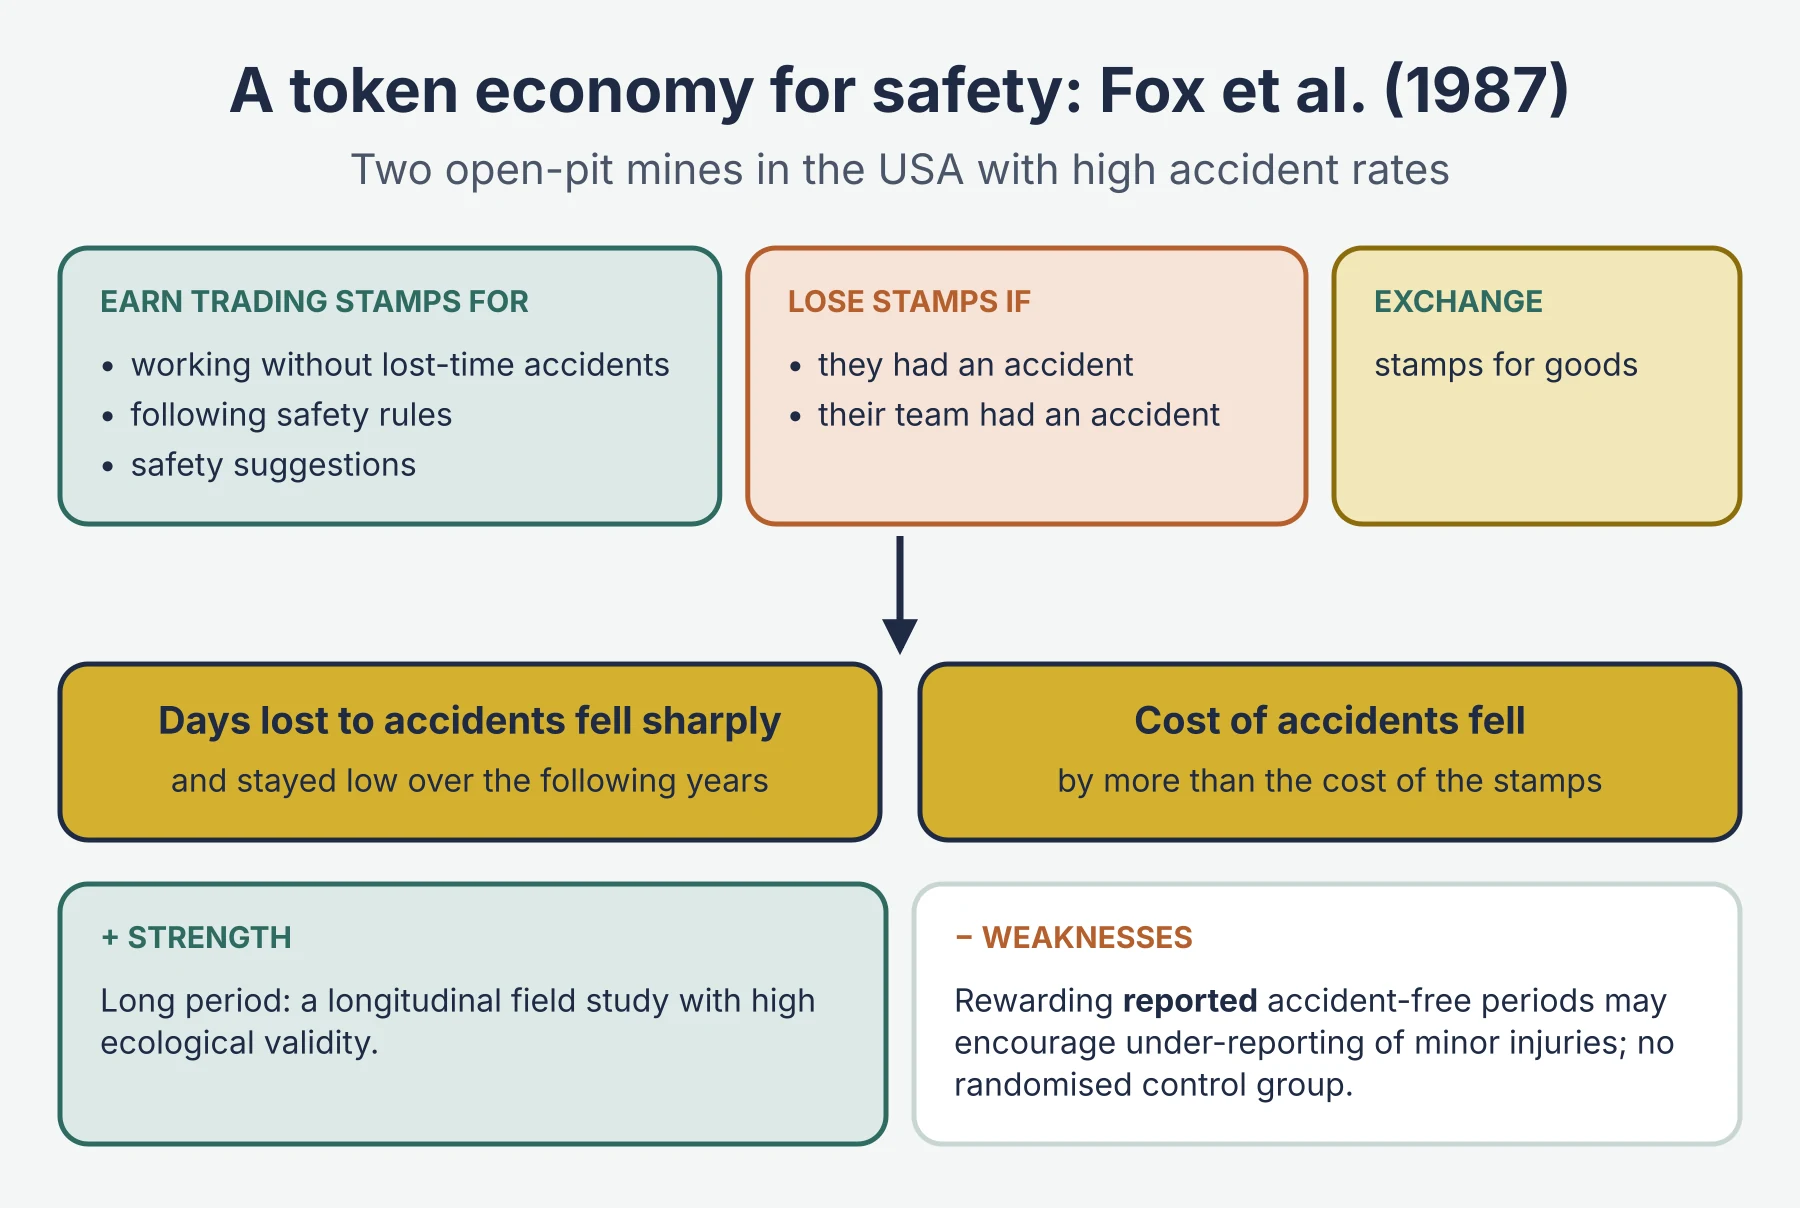 A token economy for safety: Fox et al. (1987)
Two open-pit mines in the USA with high accident rates
EARN TRADING STAMPS FOR
• working without lost-time accidents
• following safety rules
• safety suggestions
LOSE STAMPS IF
• they had an accident
• their team had an accident
EXCHANGE
stamps for goods
Days lost to accidents fell sharply
and stayed low over the following years
Cost of accidents fell
by more than the cost of the stamps
+ STRENGTH
Long period: a longitudinal field study with high
ecological validity.
− WEAKNESSES
Rewarding reported accident-free periods may
encourage under-reporting of minor injuries; no
randomised control group.